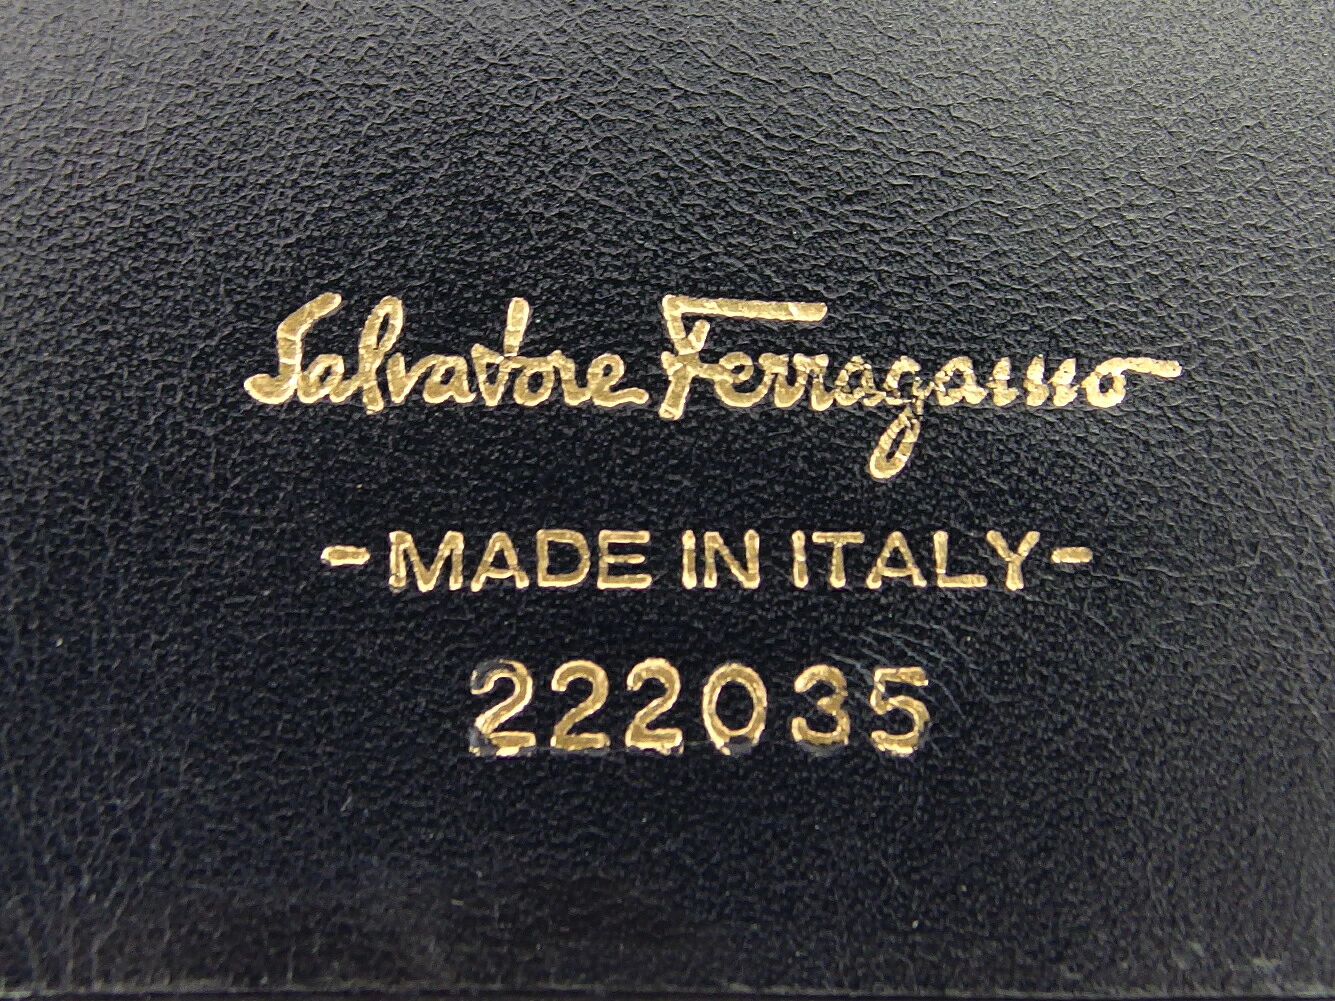 Salvatore Ferragamo
-MADE IN ITALY-
222035